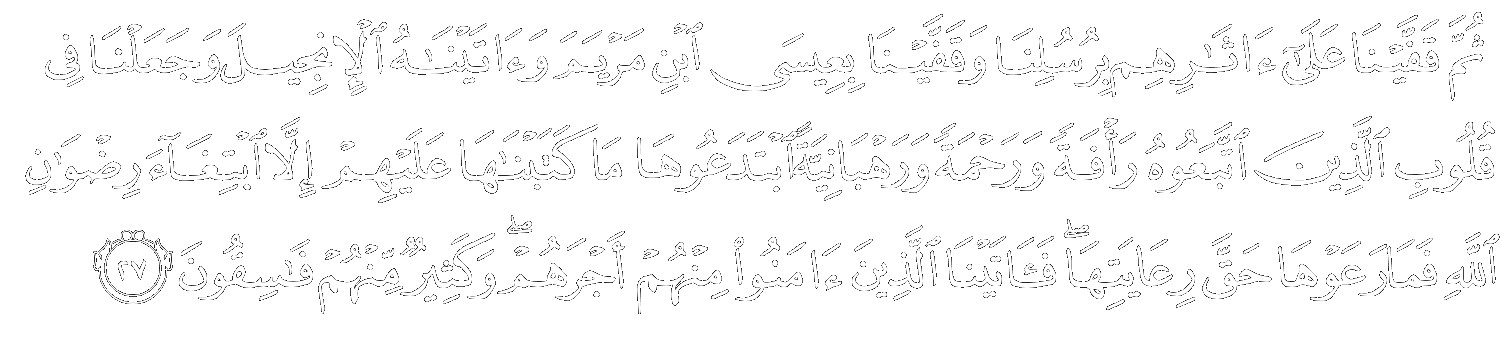 ثُمَّ قَفَّيْنَا عَلَىٰٓ ءَاثَٰرِهِم بِرُسُلِنَا وَقَفَّيْنَا بِعِيسَى ٱبْنِ مَرْيَمَ وَءَاتَيْنَٰهُ ٱلْإِنجِيلَ وَجَعَلْنَا فِى
قُلُوبِ ٱلَّذِينَ ٱتَّبَعُوهُ رَأْفَةً وَرَحْمَةً وَرَهْبَانِيَّةً ٱبْتَدَعُوهَا مَا كَتَبْنَٰهَا عَلَيْهِمْ إِلَّا ٱبْتِغَآءَ رِضْوَٰنِ
ٱللَّهِ فَمَا رَعَوْهَا حَقَّ رِعَايَتِهَا ۖ فَـَٔاتَيْنَا ٱلَّذِينَ ءَامَنُوا۟ مِنْهُمْ أَجْرَهُمْ ۖ وَكَثِيرٌ مِّنْهُمْ فَٰسِقُونَ ٢٧